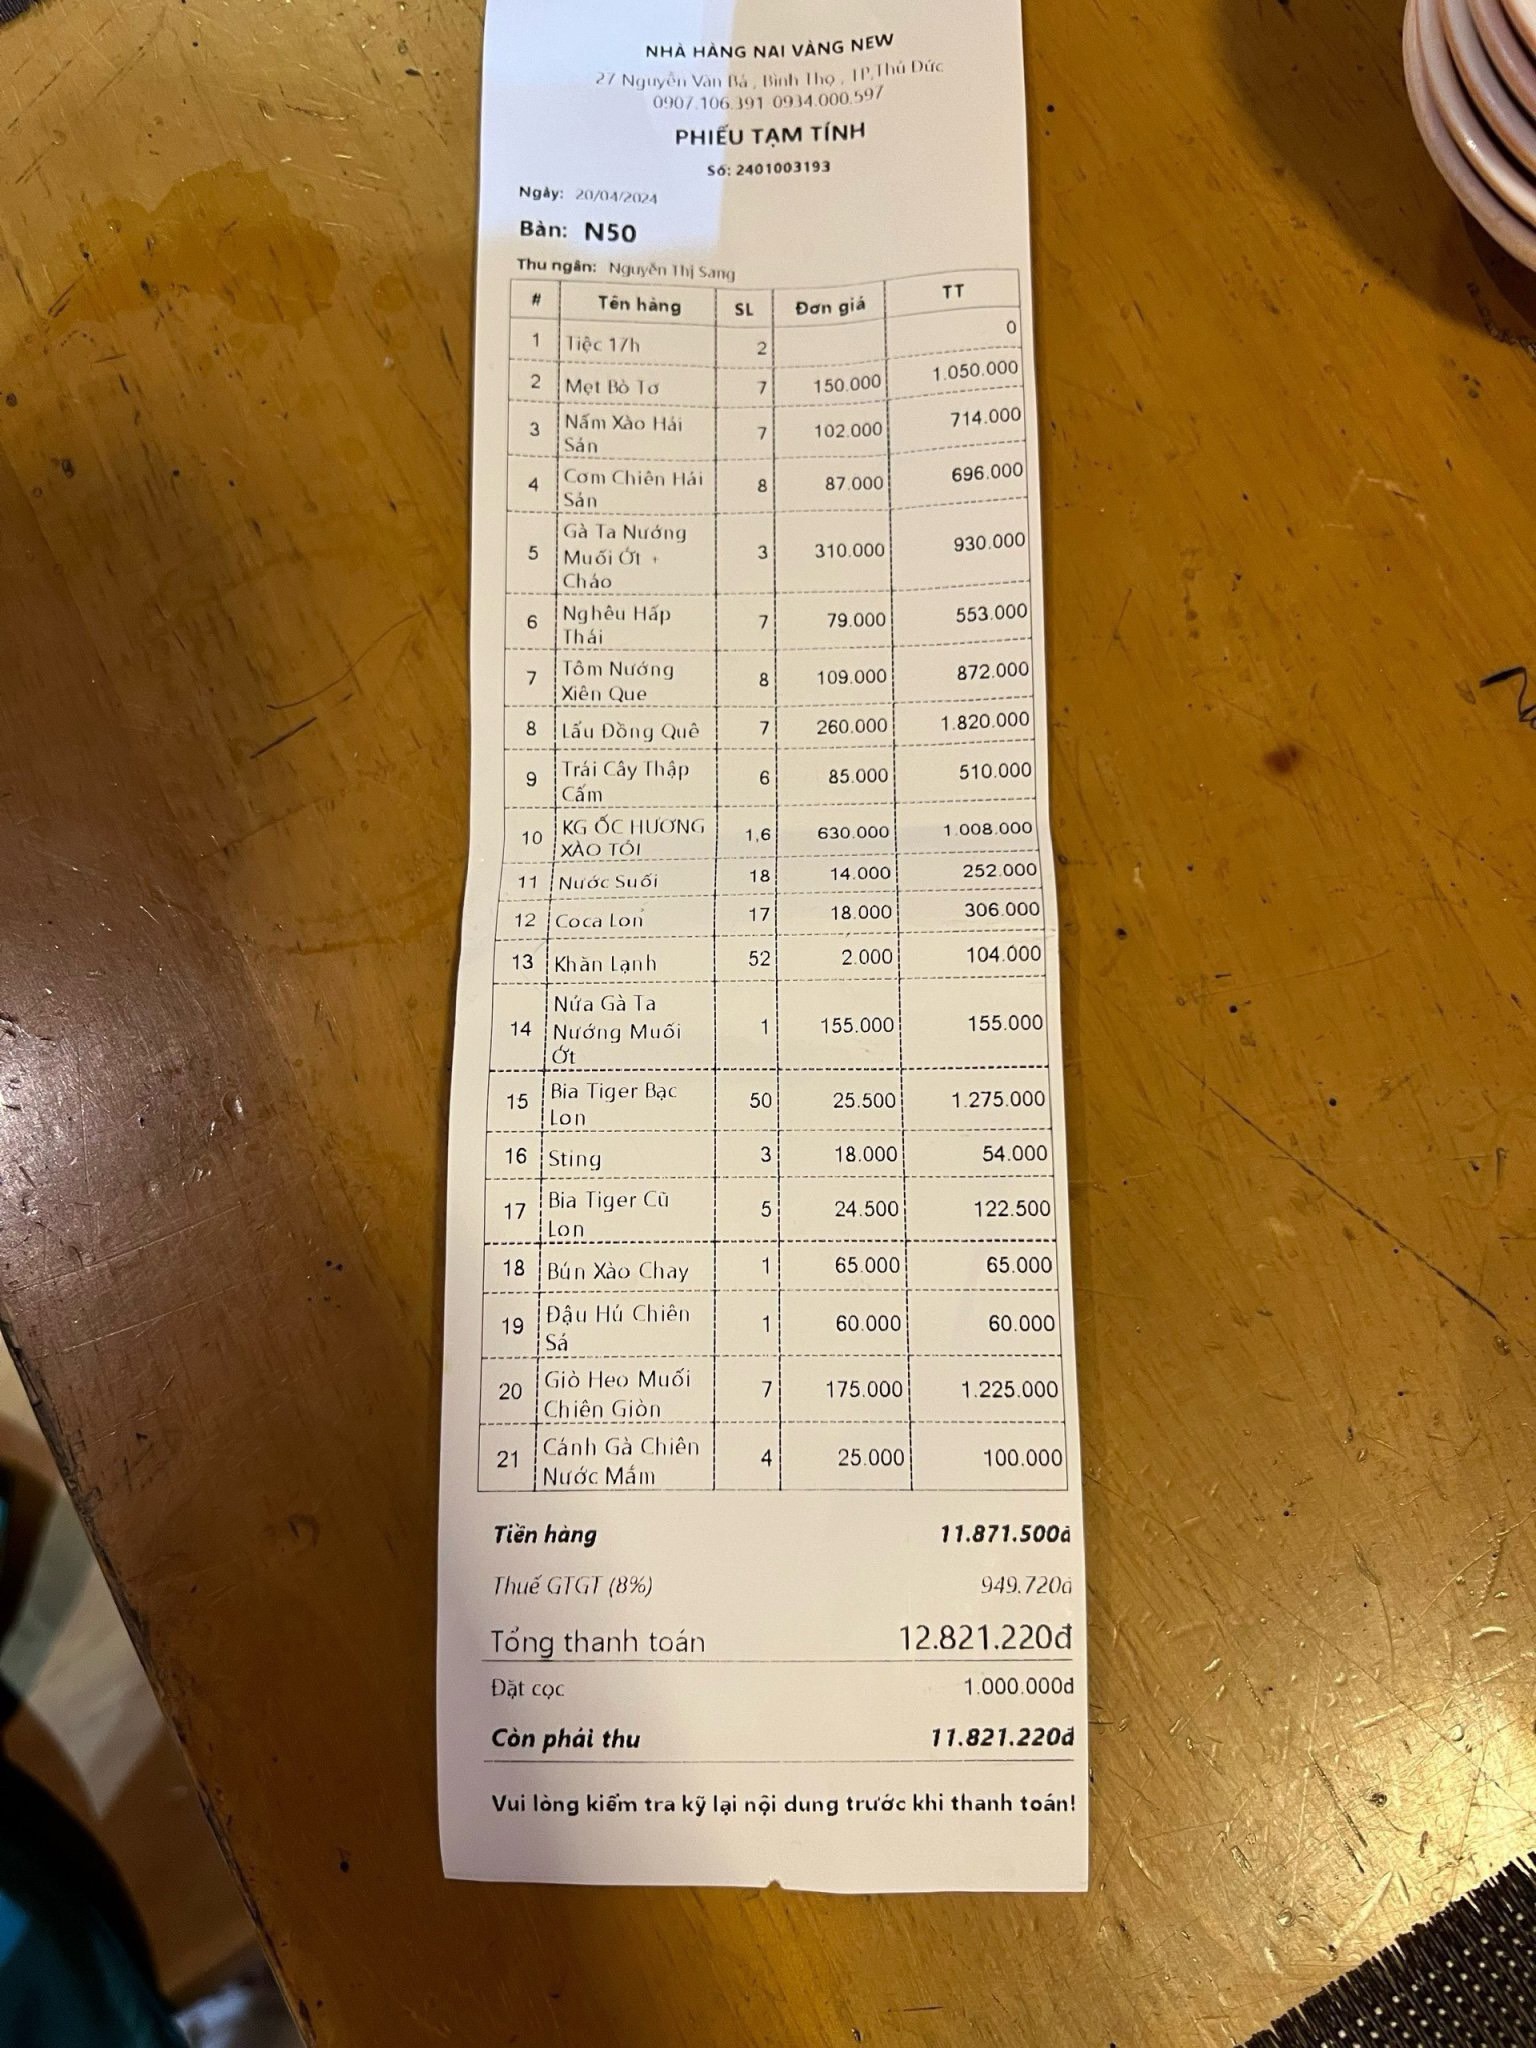 NHÀ HÀNG NAI VÀNG NEW
27 Nguyễn Văn Bá , Bình Thọ , TP,Thủ Đức
0907.106.391 0934.000.597
PHIẾU TẠM TÍNH
Số: 2401003193
Ngày: 20/04/2024
Bàn: N50
Thu ngân: Nguyễn Thị Sang
# Tên hàng SL Đơn giá TT
1 Tiệc 17h 2 0
2 Mẹt Bò Tơ 7 150.000 1.050.000
3 Nấm Xào Hải 7 102.000 714.000
Sản
4 Cơm Chiên Hải 8 87.000 696.000
Sản
Gà Ta Nướng
5 Muối Ớt + 3 310.000 930.000
Cháo
6 Nghêu Hấp 7 79.000 553.000
Thái
7 Tôm Nướng 8 109.000 872.000
Xiên Que
8 Lẩu Đồng Quê 7 260.000 1.820.000
9 Trái Cây Thập 6 85.000 510.000
Cẩm
10 KG ỐC HƯƠNG 1,6 630.000 1.008.000
XÀO TỎI
11 Nước Suối 18 14.000 252.000
12 Coca Lon 17 18.000 306.000
13 Khăn Lạnh 52 2.000 104.000
Nửa Gà Ta
14 Nướng Muối 1 155.000 155.000
Ớt
15 Bia Tiger Bạc 50 25.500 1.275.000
Lon
16 Sting 3 18.000 54.000
17 Bia Tiger Cũ 5 24.500 122.500
Lon
18 Bún Xào Chay 1 65.000 65.000
19 Đậu Hủ Chiên 1 60.000 60.000
Sả
20 Giò Heo Muối 7 175.000 1.225.000
Chiên Giòn
21 Cánh Gà Chiên 4 25.000 100.000
Nước Mắm
Tiền hàng 11.871.500đ
Thuế GTGT (8%) 949.720đ
Tổng thanh toán 12.821.220đ
Đặt cọc 1.000.000đ
Còn phải thu 11.821.220đ
Vui lòng kiểm tra kỹ lại nội dung trước khi thanh toán!